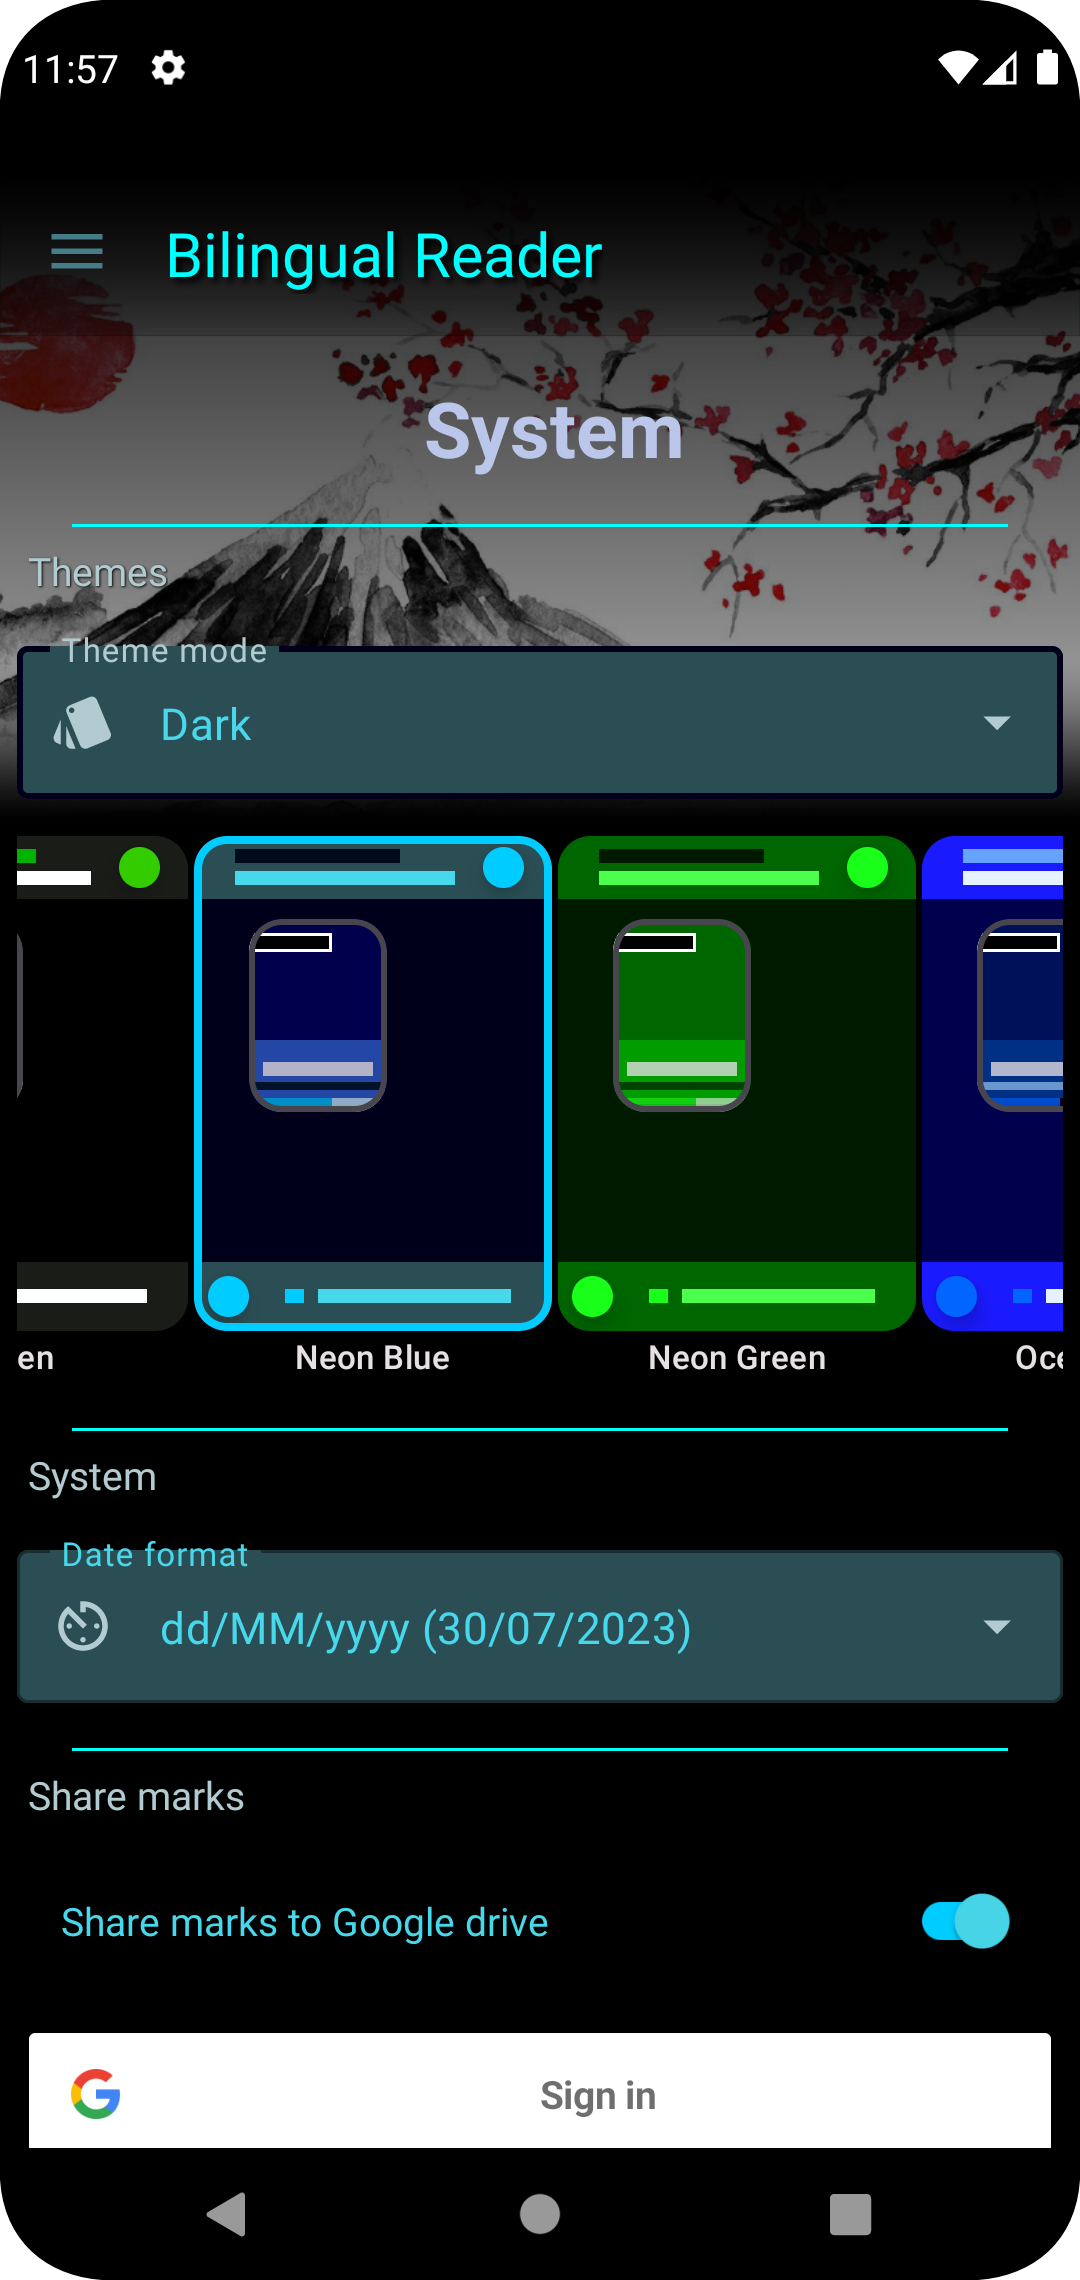 11:57
Bilingual Reader
System
Themes
Theme mode
Dark
en
Neon Blue
Neon Green
Oce
System
Date format
dd/MM/yyyy (30/07/2023)
Share marks
Share marks to Google drive
Sign in